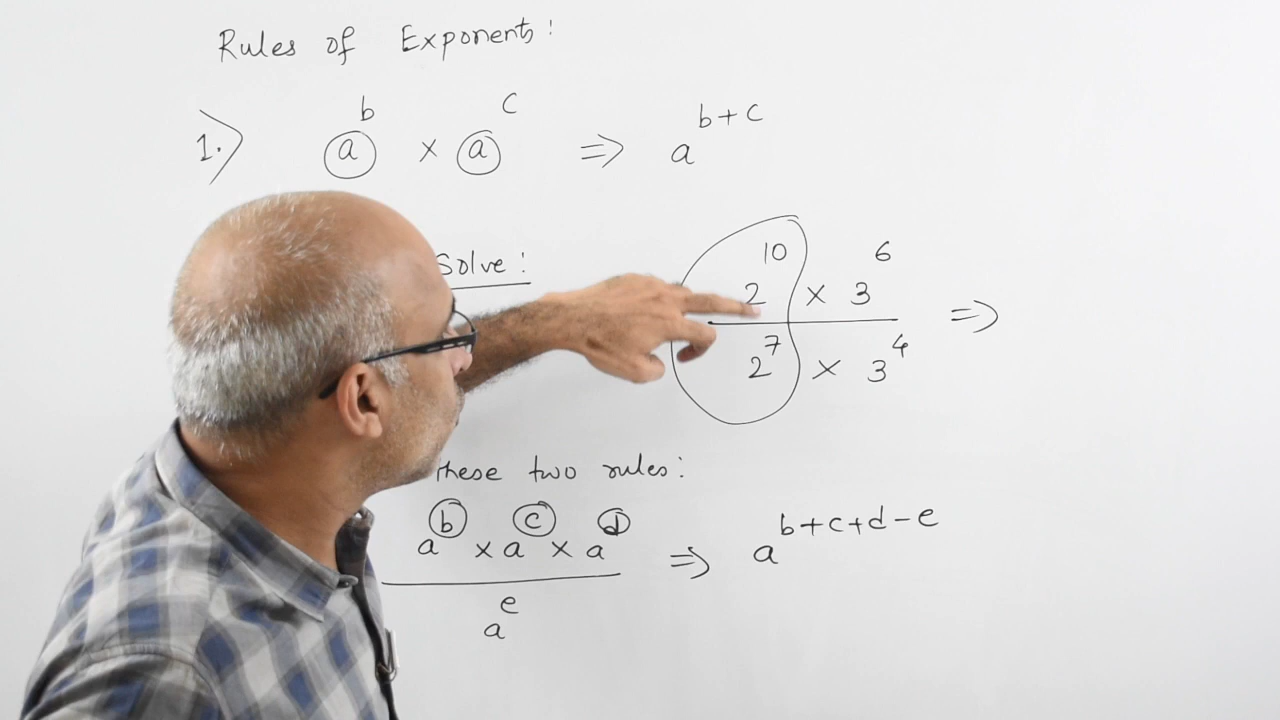 Rules of Exponents:
1.) a^b × a^c ⇒ a^{b+c}
Solve: 2^10 × 3^6 / 2^7 × 3^4 ⇒
these two rules:
a^b × a^c × a^d / a^e ⇒ a^{b+c+d-e}